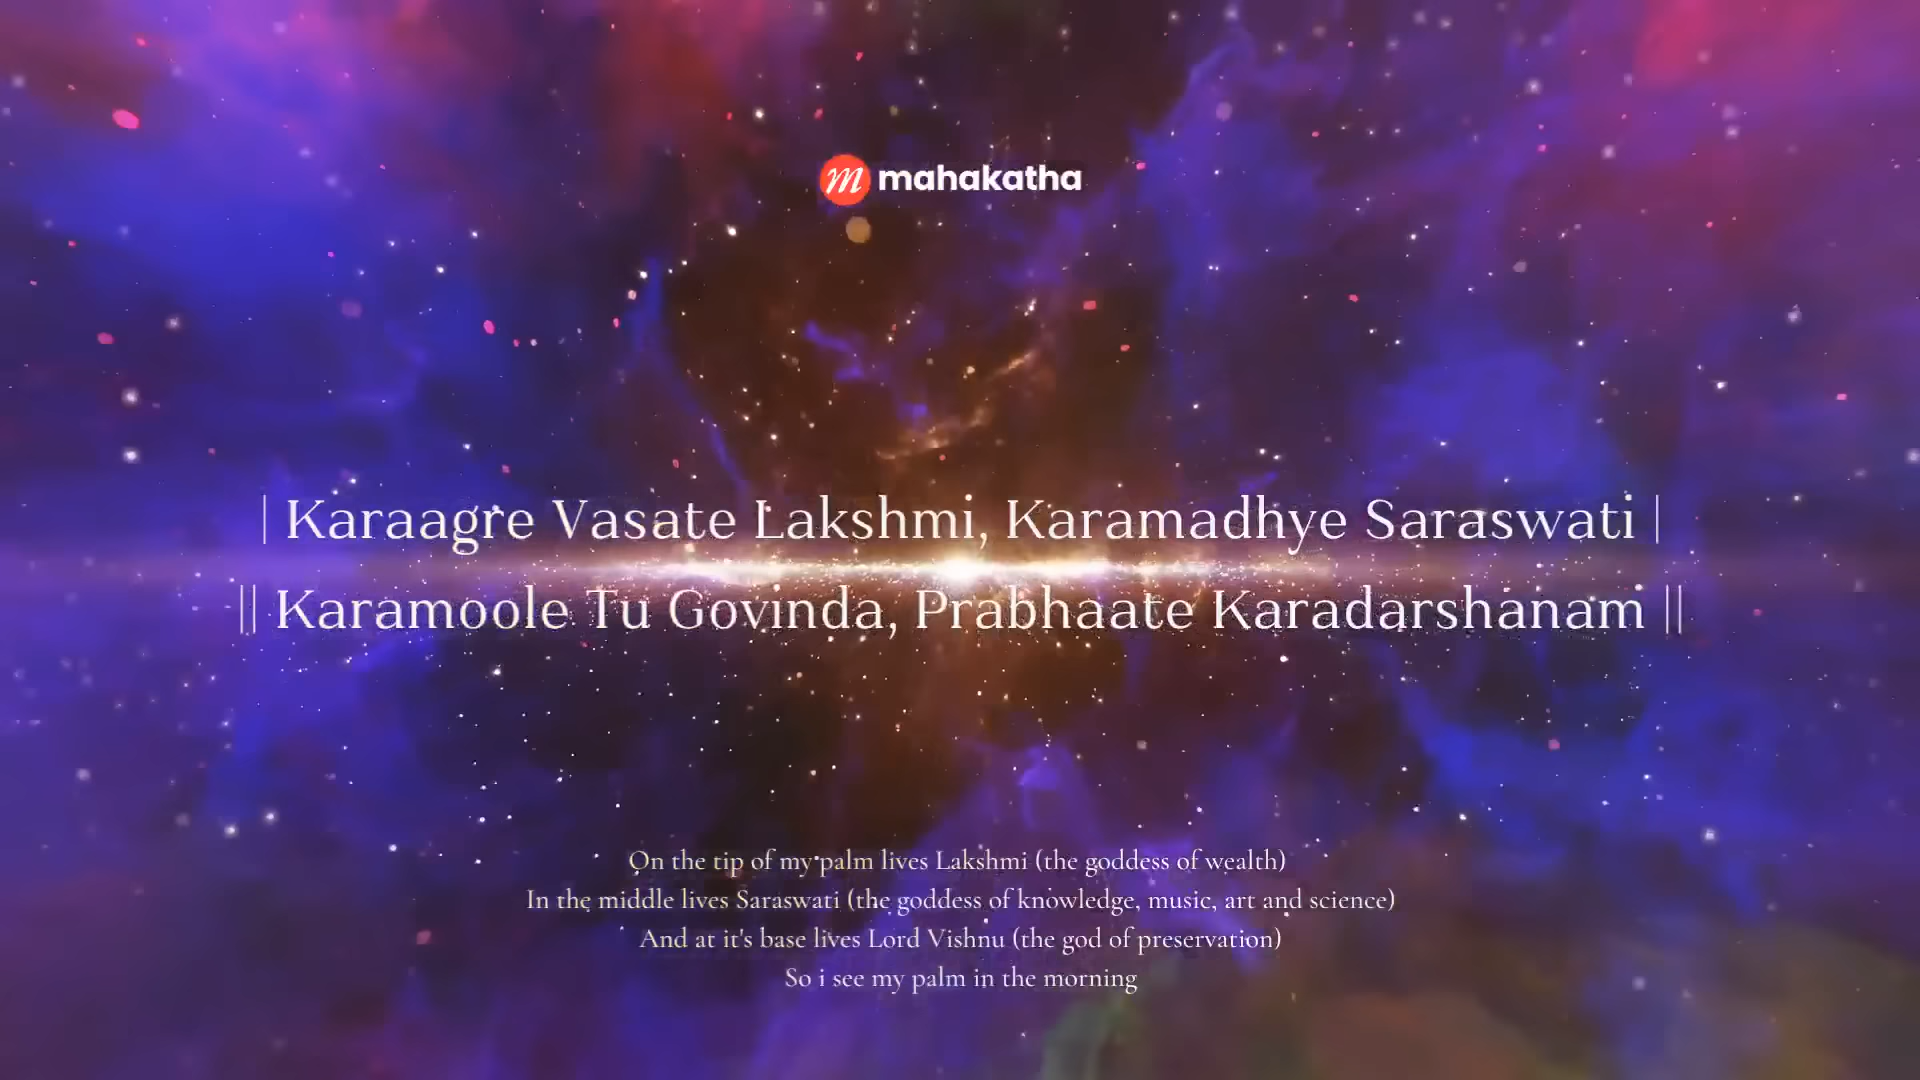 mahakatha
| Karaagre Vasate Lakshmi, Karamadhye Saraswati |
|| Karamoole Tu Govinda, Prabhaate Karadarshanam ||
On the tip of my palm lives Lakshmi (the goddess of wealth)
In the middle lives Saraswati (the goddess of knowledge, music, art and science)
And at it's base lives Lord Vishnu (the god of preservation)
So i see my palm in the morning